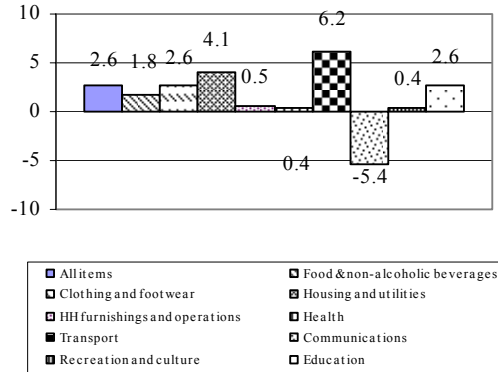 10
6.2
4.1
2.6 1.8 2.6 2.6
5
0.5 0.4
0
0.4
-5
-5.4
-10
All items Food & non-alcoholic beverages
Clothing and footwear Housing and utilities
HH furnishings and operations Health
Transport Communications
Recreation and culture Education